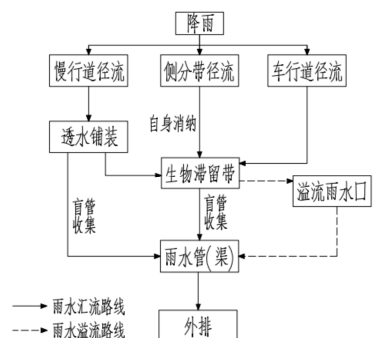 降雨
慢行道径流
侧分带径流
车行道径流
自身消纳
透水铺装
生物滞留带
溢流雨水口
盲管
收集
盲管
收集
雨水管(渠)
雨水汇流路线
雨水溢流路线
外排